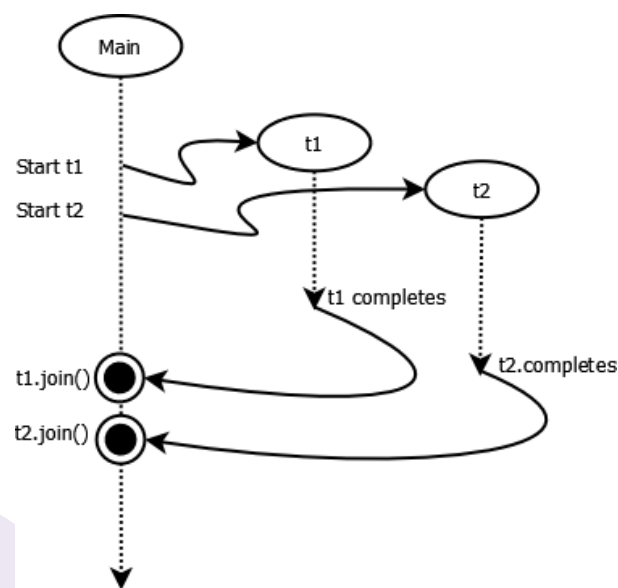 Main
t1
Start t1
t2
Start t2
t1 completes
t2.completes
t1.join()
t2.join()